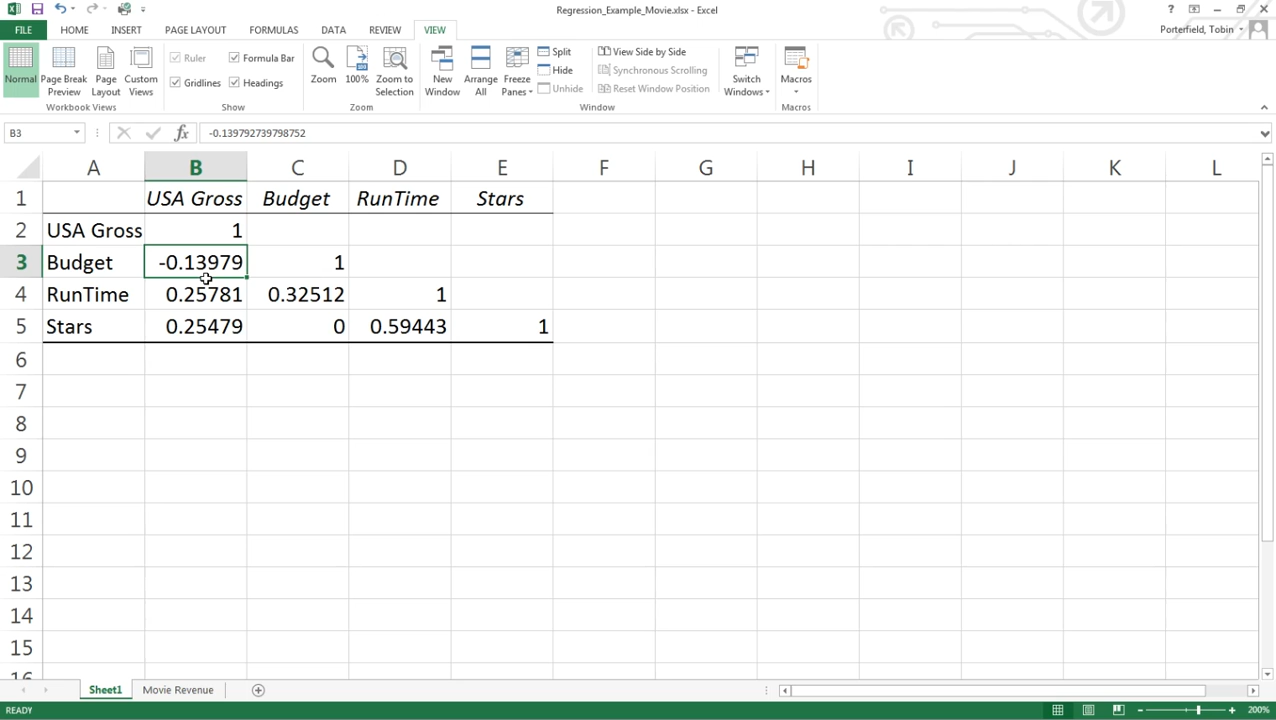 Regression_Example_Movie.xlsx - Excel
?
FILE HOME INSERT PAGE LAYOUT FORMULAS DATA REVIEW VIEW
Porterfield, Tobin
Normal Page Break Preview Page Layout Custom Views
Ruler Formula Bar
Gridlines Headings
Zoom 100% Zoom to Selection
New Window Arrange All Freeze Panes
Split
Hide
Unhide
View Side by Side
Synchronous Scrolling
Reset Window Position
Switch Windows
Macros
Workbook Views Show Zoom Window Macros
B3 fx -0.139792739798752
A B C D E F G H I J K L
1 USA Gross Budget RunTime Stars
2 USA Gross 1
3 Budget -0.13979 1
4 RunTime 0.25781 0.32512 1
5 Stars 0.25479 0 0.59443 1
6
7
8
9
10
11
12
13
14
15
16
Sheet1 Movie Revenue
READY 200%